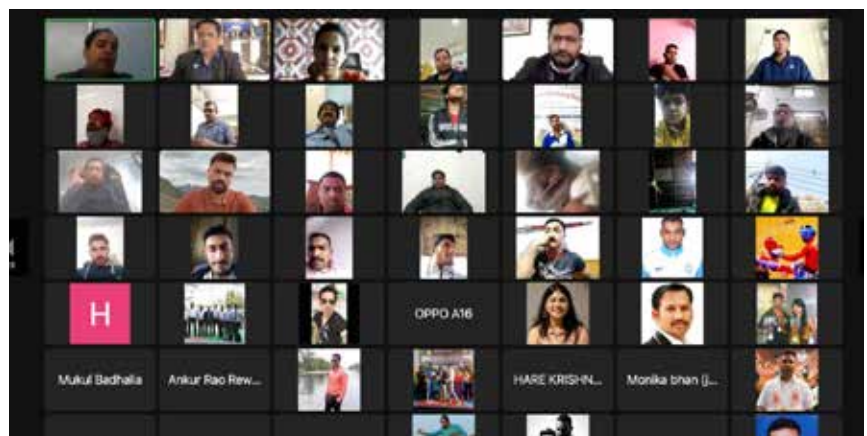 H
OPPO A16
Mukul Badhalia
Ankur Rao Rew...
HARE KRISHN...
Monika bhan (j...